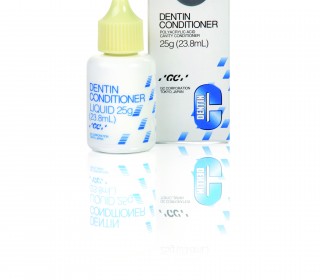 DENTIN
CONDITIONER
POLYACRYLIC ACID
CAVITY CONDITIONER
25g (23.8mL)
GC
GC CORPORATION
TOKYO, JAPAN
DENTIN
C
DENTIN
CONDITIONER
LIQUID 25g
(23.8mL)
GC